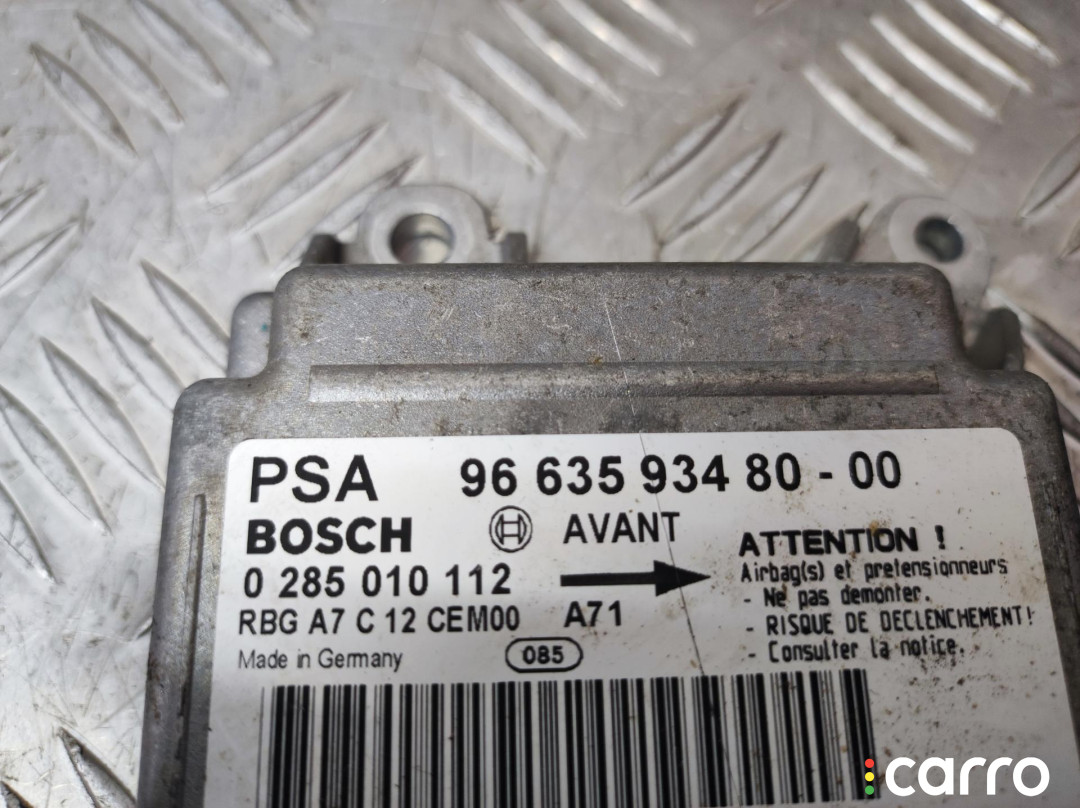 PSA 96 635 934 80 - 00
BOSCH AVANT
0 285 010 112
RBG A7 C 12 CEM00 A71
Made in Germany 085
ATTENTION !
Airbag(s) et pretensionneurs
- Ne pas demonter.
- RISQUE DE DECLENCHEMENT!
- Consulter la notice.
carro